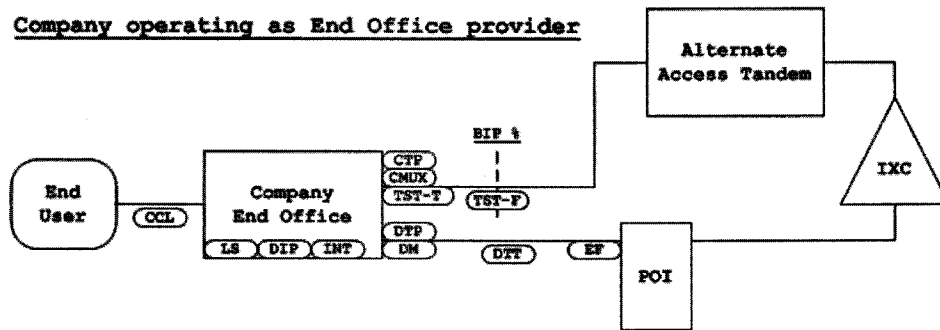 Company operating as End Office provider
Alternate
Access Tandem
BIP %
IXC
End
User
CCL
Company
End Office
LS DIP INT
CTP
CMUX
TST-T
TST-F
DTP
DM
DTT
EF
POI